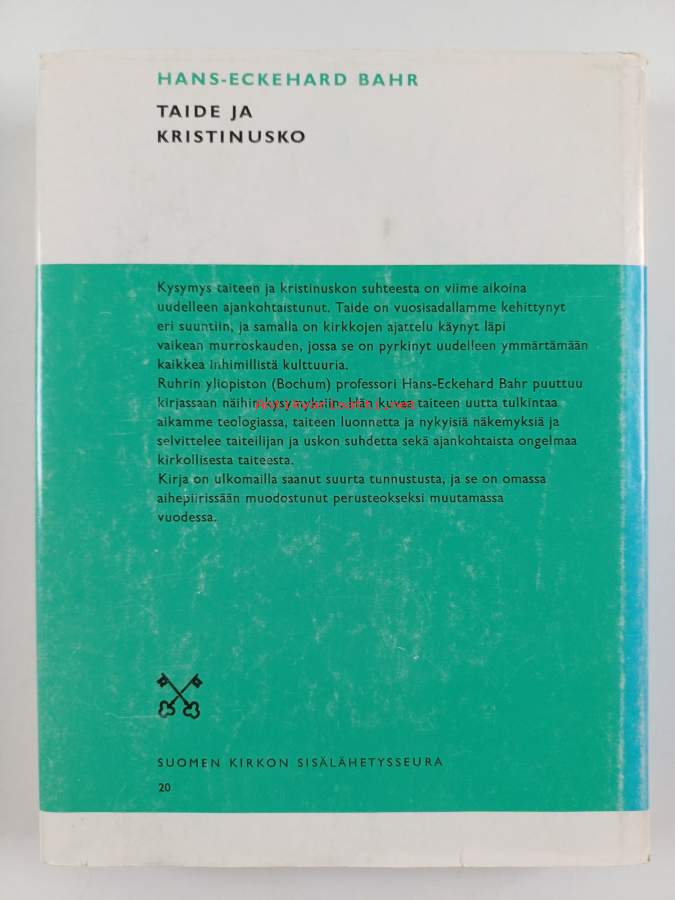 HANS-ECKEHARD BAHR
TAIDE JA
KRISTINUSKO
Kysymys taiteen ja kristinuskon suhteesta on viime aikoina
uudelleen ajankohtaistunut. Taide on vuosisadallamme kehittynyt
eri suuntiin, ja samalla on kirkkojen ajattelu käynyt läpi
vaikean murroskauden, jossa se on pyrkinyt uudelleen ymmärtämään
kaikkea inhimillistä kulttuuria.
Ruhrin yliopiston (Bochum) professori Hans-Eckehard Bahr puuttuu
kirjassaan näihin kysymyksiin. Hän kuvaa taiteen uutta tulkintaa
aikamme teologiassa, taiteen luonnetta ja nykyisiä näkemyksiä ja
selvittelee taiteilijan ja uskon suhdetta sekä ajankohtaista ongelmaa
kirkollisesta taiteesta.
Kirja on ulkomailla saanut suurta tunnustusta, ja se on omassa
aihepiirissään muodostunut perusteokseksi muutamassa
vuodessa.
SUOMEN KIRKON SISÄLÄHETYSSEURA
20